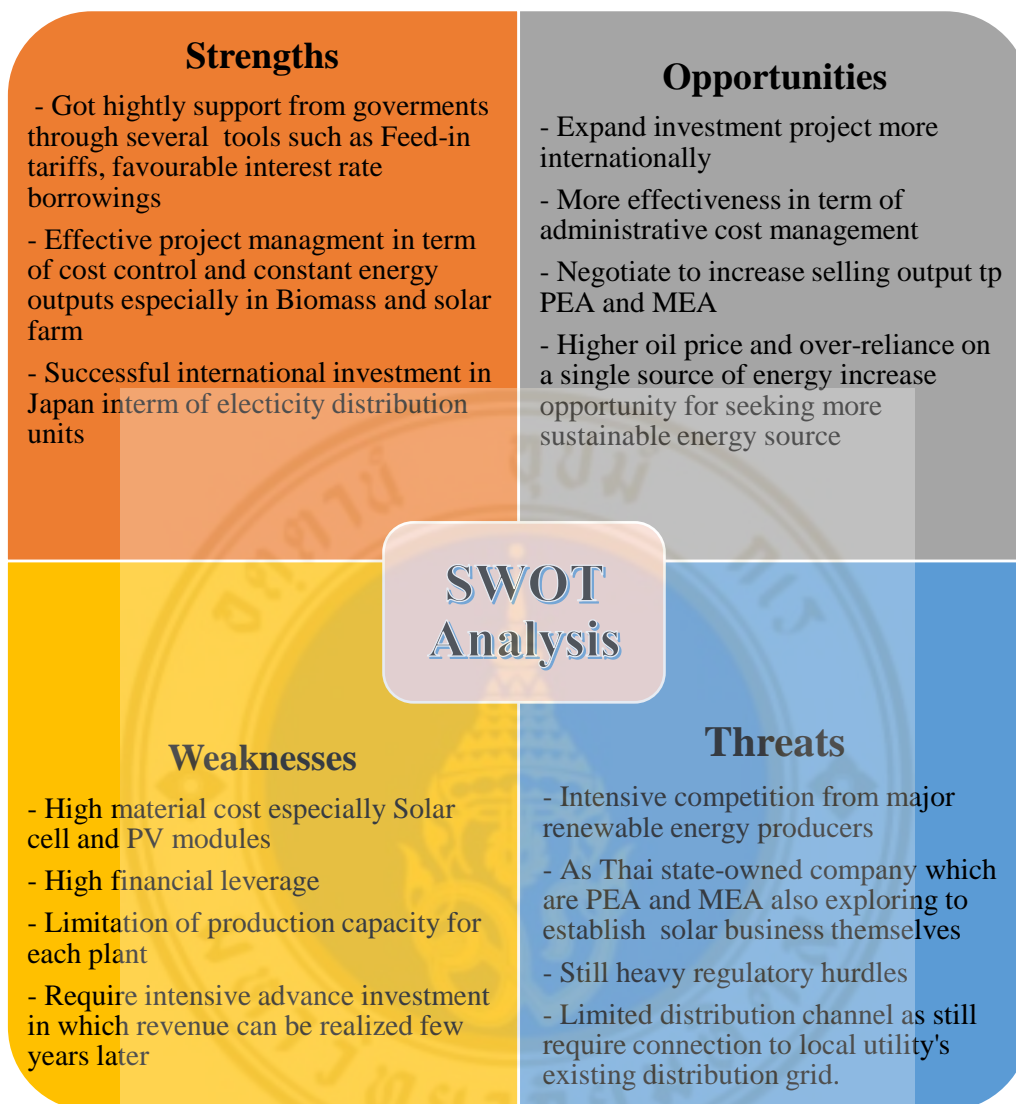 Strengths
- Got hightly support from goverments
through several tools such as Feed-in
tariffs, favourable interest rate
borrowings
- Effective project managment in term
of cost control and constant energy
outputs especially in Biomass and solar
farm
- Successful international investment in
Japan interm of electicity distribution
units
Opportunities
- Expand investment project more
internationally
- More effectiveness in term of
administrative cost management
- Negotiate to increase selling output tp
PEA and MEA
- Higher oil price and over-reliance on
a single source of energy increase
opportunity for seeking more
sustainable energy source
SWOT
Analysis
Weaknesses
- High material cost especially Solar
cell and PV modules
- High financial leverage
- Limitation of production capacity for
each plant
- Require intensive advance investment
in which revenue can be realized few
years later
Threats
- Intensive competition from major
renewable energy producers
- As Thai state-owned company which
are PEA and MEA also exploring to
establish solar business themselves
- Still heavy regulatory hurdles
- Limited distribution channel as still
require connection to local utility's
existing distribution grid.